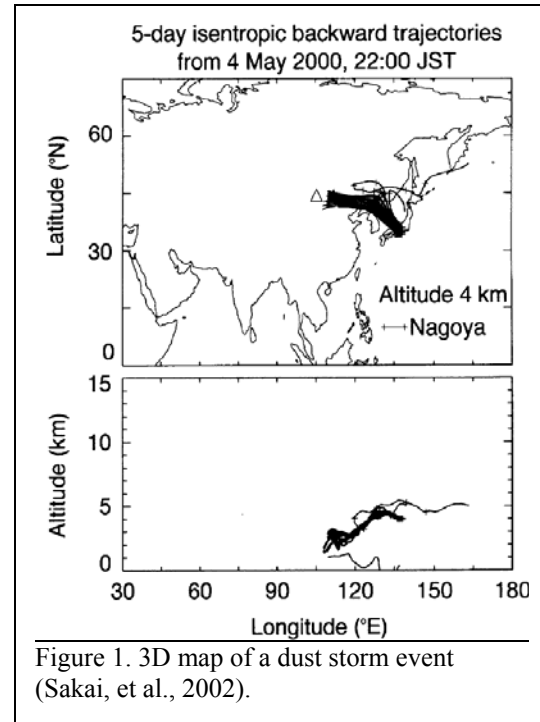 5-day isentropic backward trajectories
from 4 May 2000, 22:00 JST
Latitude (°N)
60
30
0
Altitude 4 km
Nagoya
Altitude (km)
15
10
5
0
30 60 90 120 150 180
Longitude (°E)
Figure 1. 3D map of a dust storm event
(Sakai, et al., 2002).